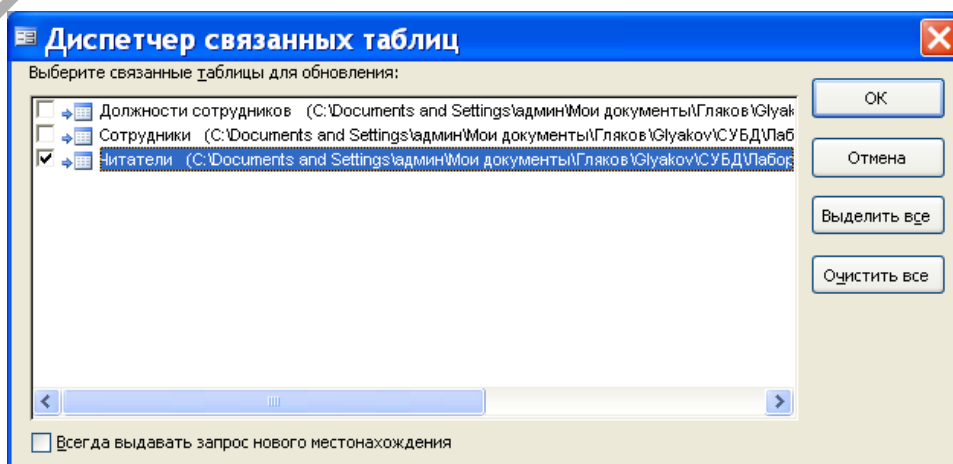 Диспетчер связанных таблиц
Выберите связанные таблицы для обновления:
Должности сотрудников (C:\Documents and Settings\админ\Мои документы\Гляков\Glyak
Сотрудники (C:\Documents and Settings\админ\Мои документы\Гляков\Glyakov\СУБД\Лаб
Читатели (C:\Documents and Settings\админ\Мои документы\Гляков\Glyakov\СУБД\Лабор
ОК
Отмена
Выделить все
Очистить все
Всегда выдавать запрос нового местонахождения